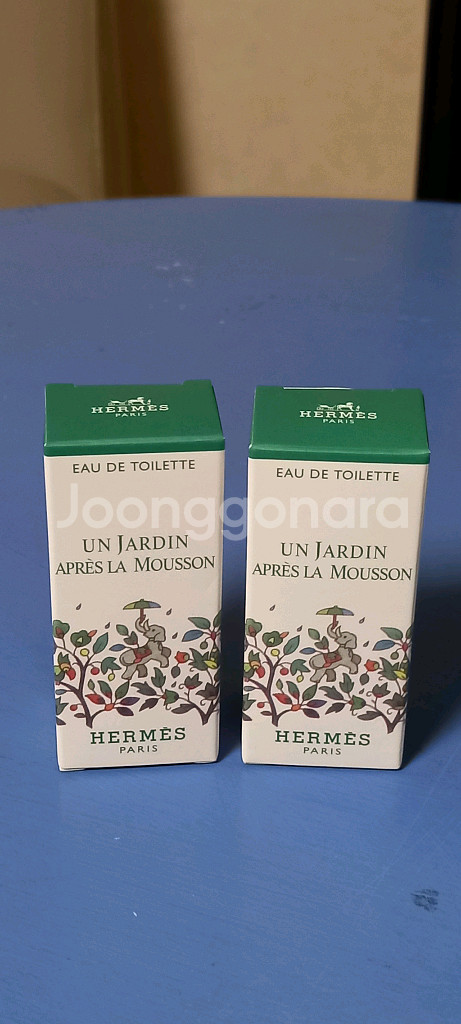 HERMÈS
PARIS
EAU DE TOILETTE
UN JARDIN
APRÈS LA MOUSSON
HERMÈS
PARIS
HERMÈS
PARIS
EAU DE TOILETTE
UN JARDIN
APRÈS LA MOUSSON
HERMÈS
PARIS
Joonggonara